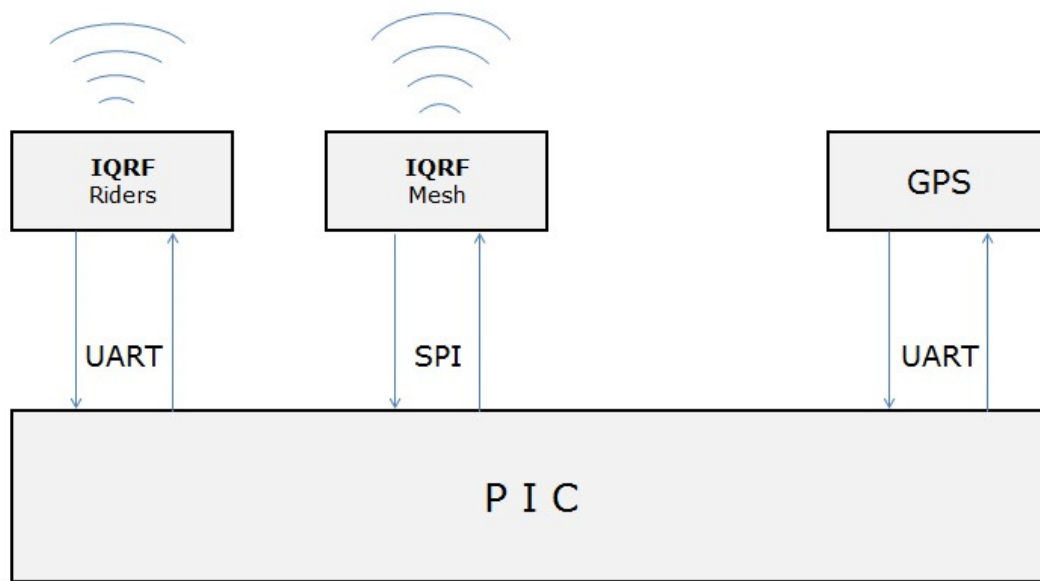 IQRF
Riders
IQRF
Mesh
GPS
UART
SPI
UART
P I C